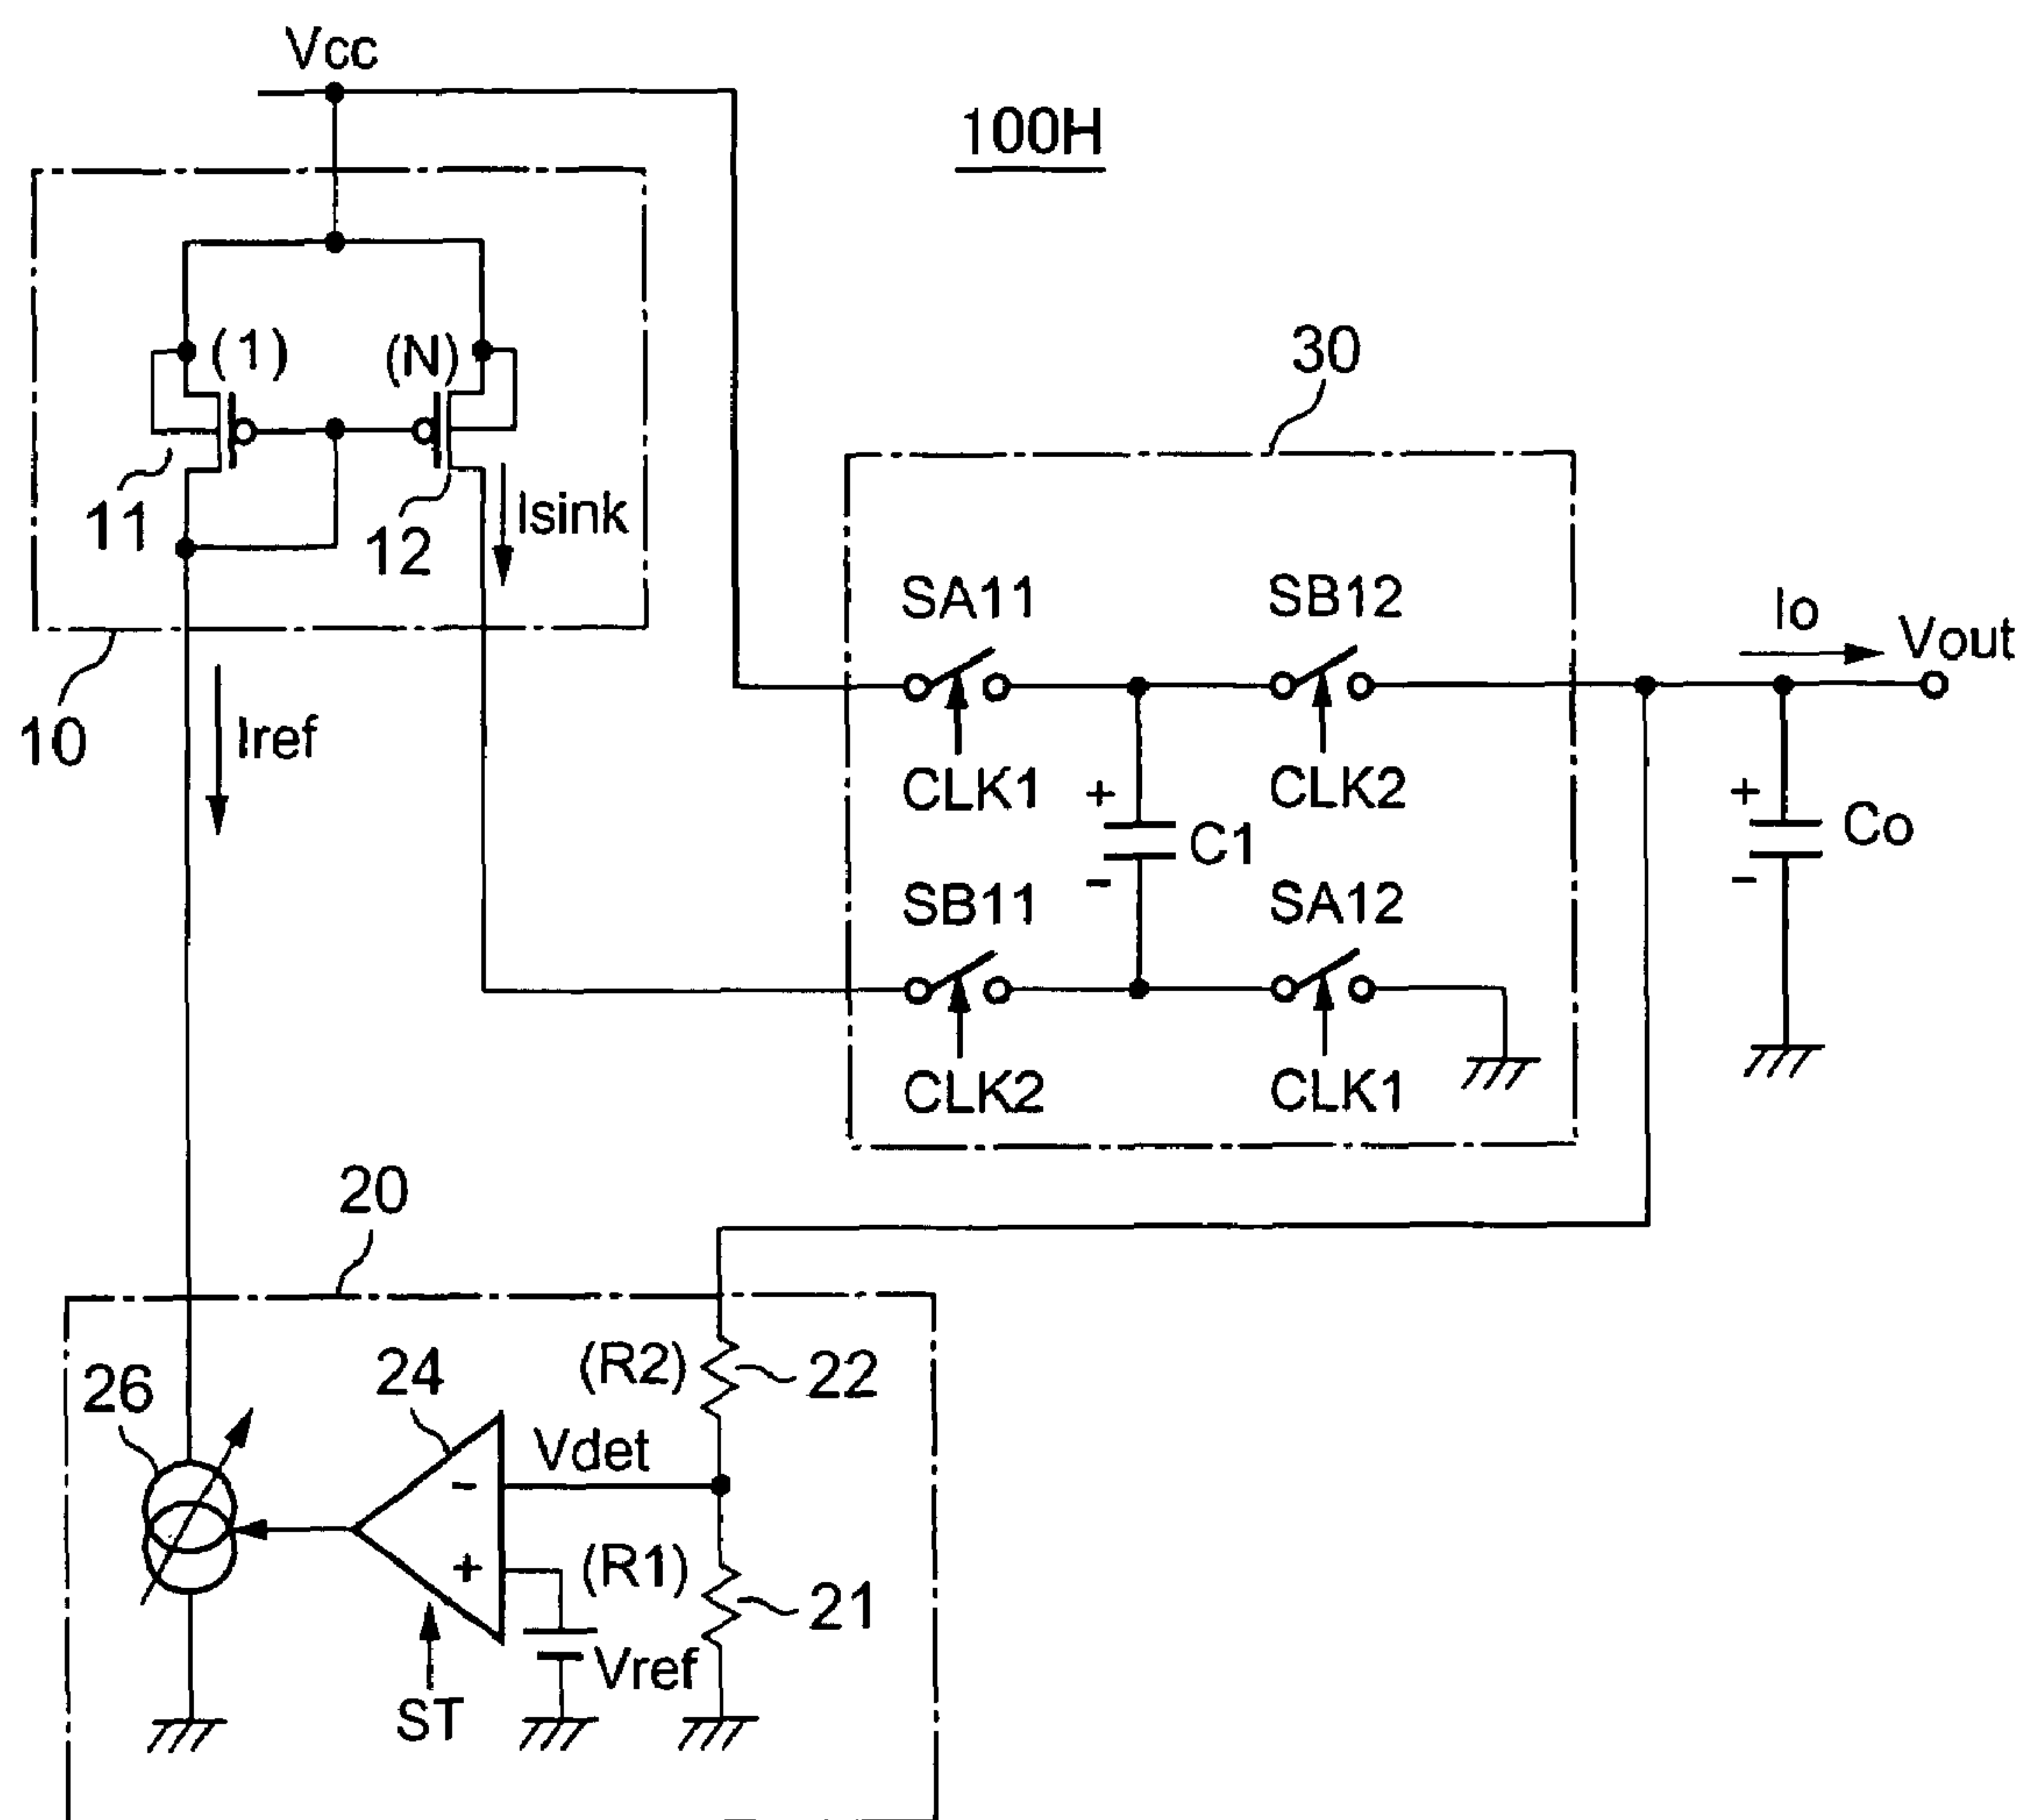 Vcc
100H
(1)
(N)
30
11
12
Isink
SA11
SB12
Io
Vout
10
Iref
CLK1
+
CLK2
+
C1
Co
-
-
SB11
SA12
CLK2
CLK1
20
(R2)
22
26
24
Vdet
-
+
(R1)
21
Vref
ST